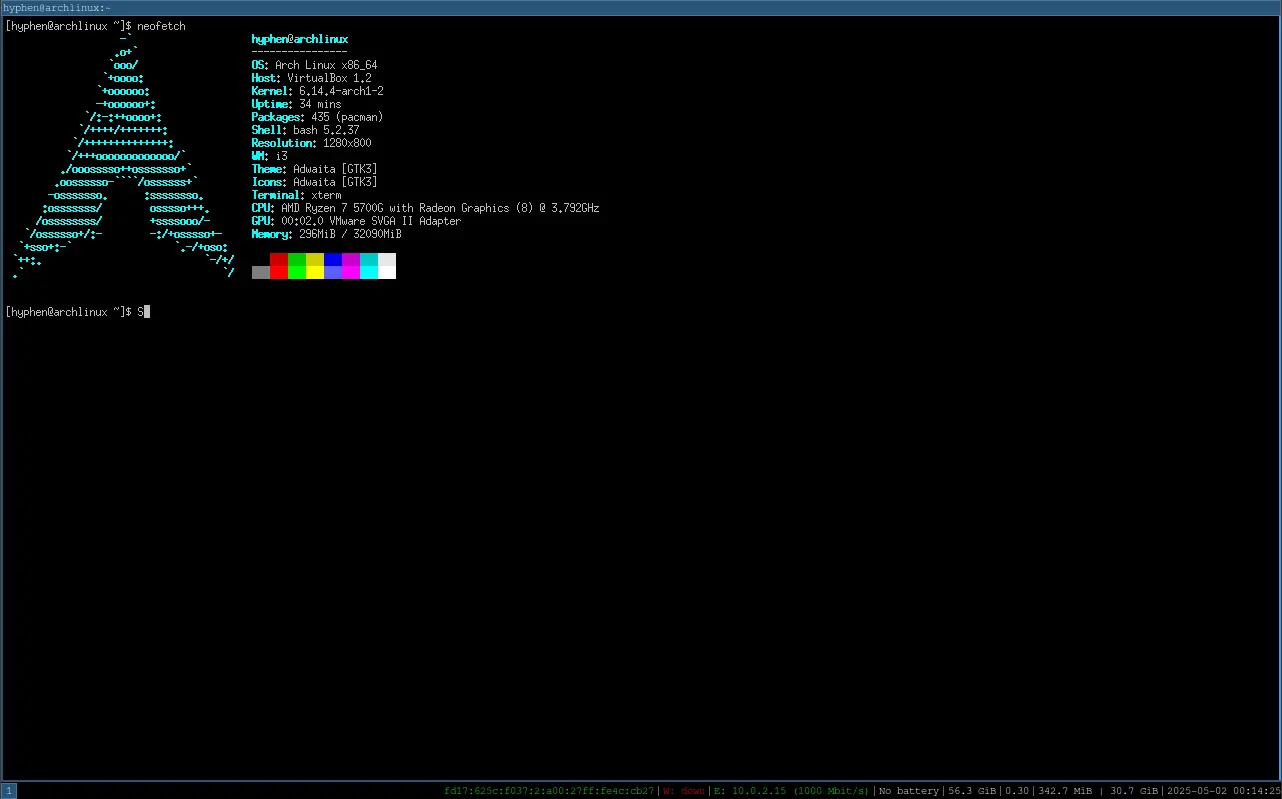 hyphen@archlinux:~
[hyphen@archlinux ~]$ neofetch
                   -`
                  .o+`
                 `ooo/
                `+oooo:
               `+oooooo:
               -+oooooo+:
             `/:-:++oooo+:
            `/++++/+++++++:
           `/++++++++++++++:
          `/+++ooooooooooooo/`
         ./ooosssso++osssssso+`
        .oossssso-````/ossssss+`
       -osssssso.      :ssssssso.
      :osssssss/        osssso+++.
     /ossssssss/        +ssssooo/-
   `/ossssso+/:-        -:/+osssso+-
  `+sso+:-`                 `.-/+oso:
 `++:.                           `-/+/
 .`                                 `/
hyphen@archlinux
----------------
OS: Arch Linux x86_64
Host: VirtualBox 1.2
Kernel: 6.14.4-arch1-2
Uptime: 34 mins
Packages: 435 (pacman)
Shell: bash 5.2.37
Resolution: 1280x800
WM: i3
Theme: Adwaita [GTK3]
Icons: Adwaita [GTK3]
Terminal: xterm
CPU: AMD Ryzen 7 5700G with Radeon Graphics (8) @ 3.792GHz
GPU: 00:02.0 VMware SVGA II Adapter
Memory: 296MiB / 32090MiB
[hyphen@archlinux ~]$ S
1 fd17:625c:f037:2:a00:27ff:fe4c:cb27|W: down|E: 10.0.2.15 (1000 Mbit/s)|No battery|56.3 GiB|0.30|342.7 MiB | 30.7 GiB|2025-05-02 00:14:25